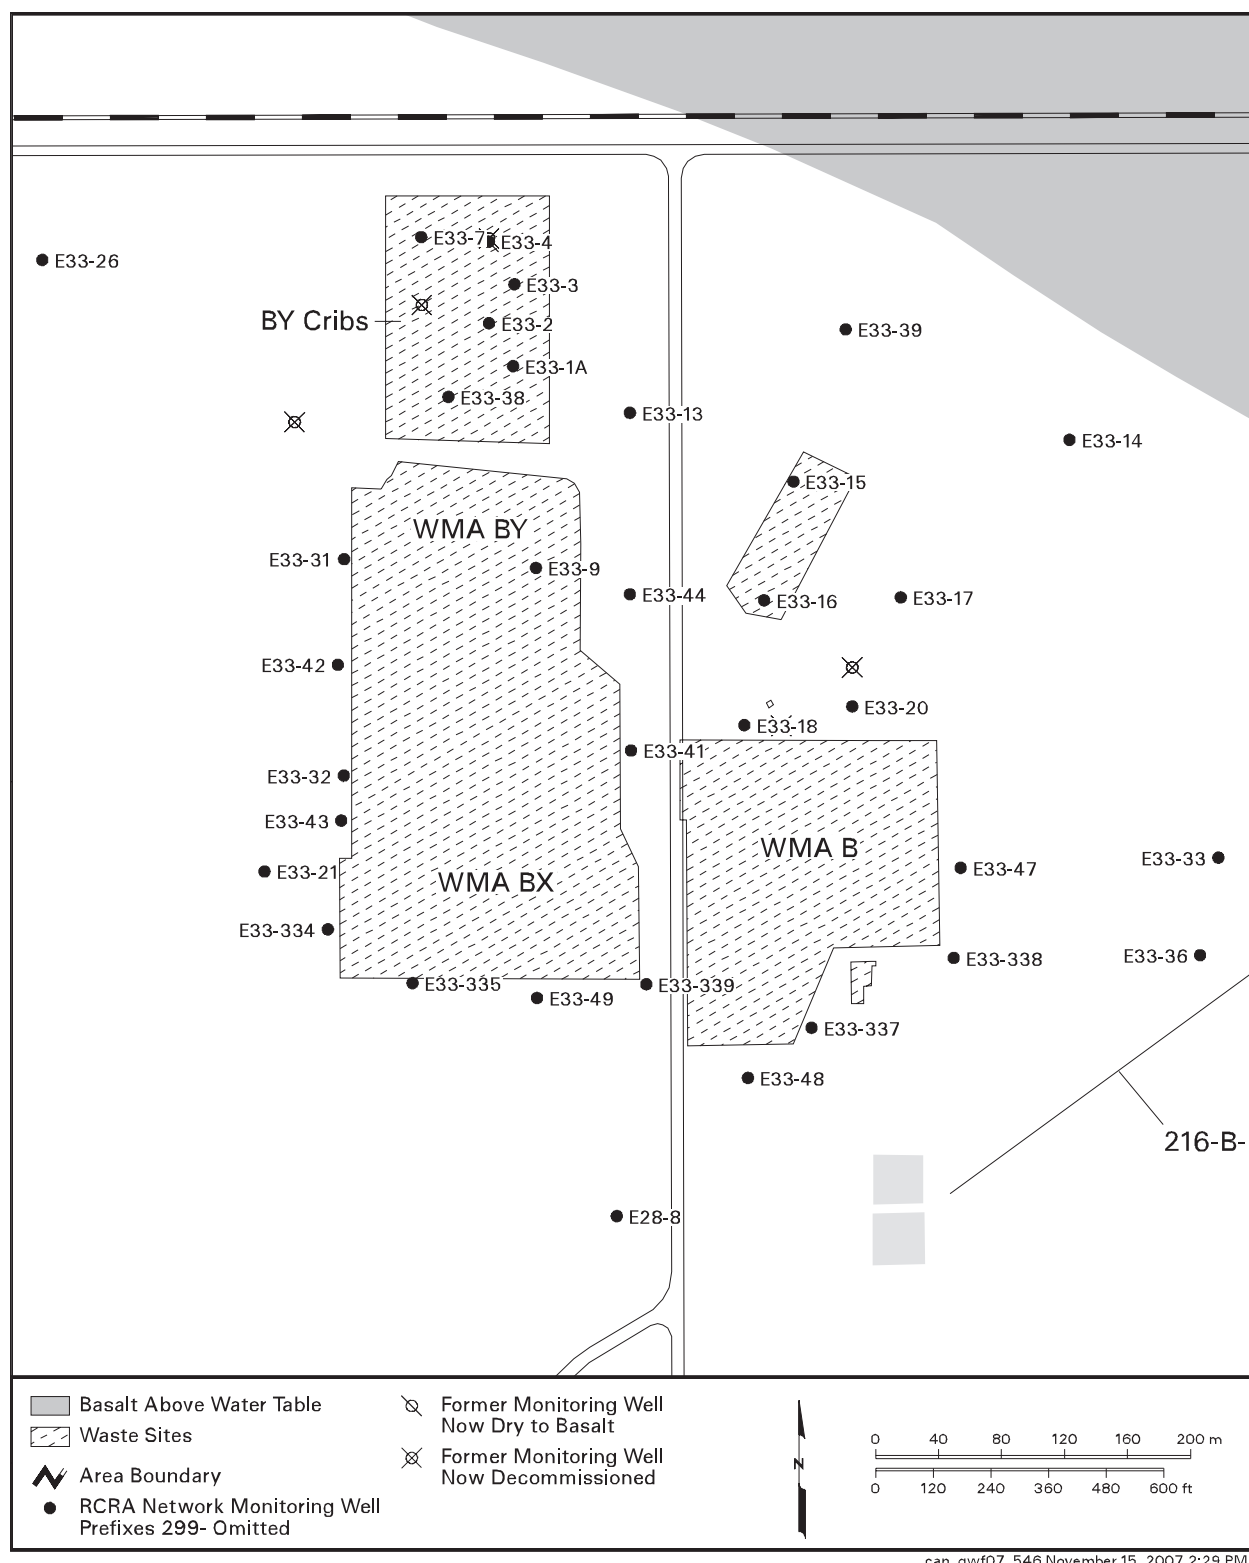 E33-7
E33-4
E33-26
E33-3
BY Cribs
E33-2
E33-39
E33-1A
E33-38
E33-13
E33-14
E33-15
WMA BY
E33-31
E33-9
E33-44
E33-16
E33-17
E33-42
E33-20
E33-18
E33-41
E33-32
E33-43
WMA B
E33-33
E33-21
E33-47
WMA BX
E33-334
E33-338
E33-36
E33-335
E33-339
E33-49
E33-337
E33-48
216-B-
E28-8
Basalt Above Water Table
Waste Sites
Area Boundary
RCRA Network Monitoring Well
Prefixes 299- Omitted
Former Monitoring Well
Now Dry to Basalt
Former Monitoring Well
Now Decommissioned
N
0 40 80 120 160 200 m
0 120 240 360 480 600 ft
can_gwf07_546 November 15, 2007 2:29 PM